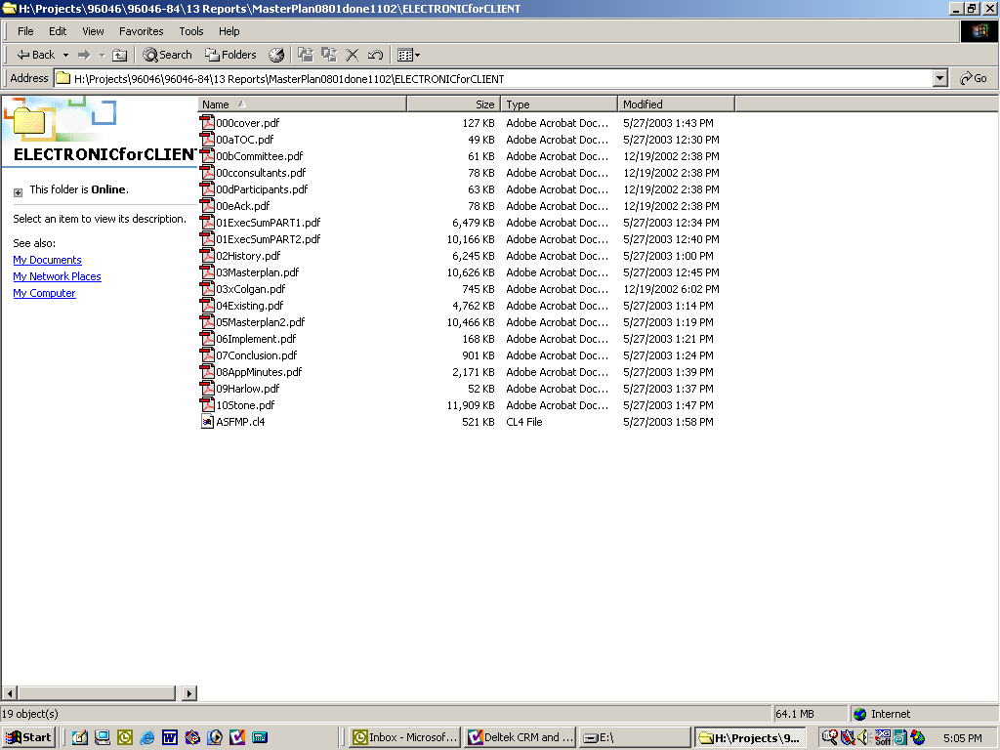 H:\Projects\96046\96046-84\13 Reports\MasterPlan0801done1102\ELECTRONICforCLIENT
File Edit View Favorites Tools Help
Back Search Folders
Address H:\Projects\96046\96046-84\13 Reports\MasterPlan0801done1102\ELECTRONICforCLIENT Go
ELECTRONICforCLIEN
This folder is Online.
Select an item to view its description.
See also:
My Documents
My Network Places
My Computer
Name Size Type Modified
000cover.pdf 127 KB Adobe Acrobat Doc... 5/27/2003 1:43 PM
00aTOC.pdf 49 KB Adobe Acrobat Doc... 5/27/2003 12:30 PM
00bCommittee.pdf 61 KB Adobe Acrobat Doc... 12/19/2002 2:38 PM
00cconsultants.pdf 78 KB Adobe Acrobat Doc... 12/19/2002 2:38 PM
00dParticipants.pdf 63 KB Adobe Acrobat Doc... 12/19/2002 2:38 PM
00eAck.pdf 78 KB Adobe Acrobat Doc... 12/19/2002 2:38 PM
01ExecSumPART1.pdf 6,479 KB Adobe Acrobat Doc... 5/27/2003 12:34 PM
01ExecSumPART2.pdf 10,166 KB Adobe Acrobat Doc... 5/27/2003 12:40 PM
02History.pdf 6,245 KB Adobe Acrobat Doc... 5/27/2003 1:00 PM
03Masterplan.pdf 10,626 KB Adobe Acrobat Doc... 5/27/2003 12:45 PM
03xColgan.pdf 745 KB Adobe Acrobat Doc... 12/19/2002 6:02 PM
04Existing.pdf 4,762 KB Adobe Acrobat Doc... 5/27/2003 1:14 PM
05Masterplan2.pdf 10,466 KB Adobe Acrobat Doc... 5/27/2003 1:19 PM
06Implement.pdf 168 KB Adobe Acrobat Doc... 5/27/2003 1:21 PM
07Conclusion.pdf 901 KB Adobe Acrobat Doc... 5/27/2003 1:24 PM
08AppMinutes.pdf 2,171 KB Adobe Acrobat Doc... 5/27/2003 1:39 PM
09Harlow.pdf 52 KB Adobe Acrobat Doc... 5/27/2003 1:37 PM
10Stone.pdf 11,909 KB Adobe Acrobat Doc... 5/27/2003 1:47 PM
ASFMP.cl4 521 KB CL4 File 5/27/2003 1:58 PM
19 object(s) 64.1 MB Internet
Start Inbox - Microsof... Deltek CRM and ... E:\ H:\Projects\9... 5:05 PM